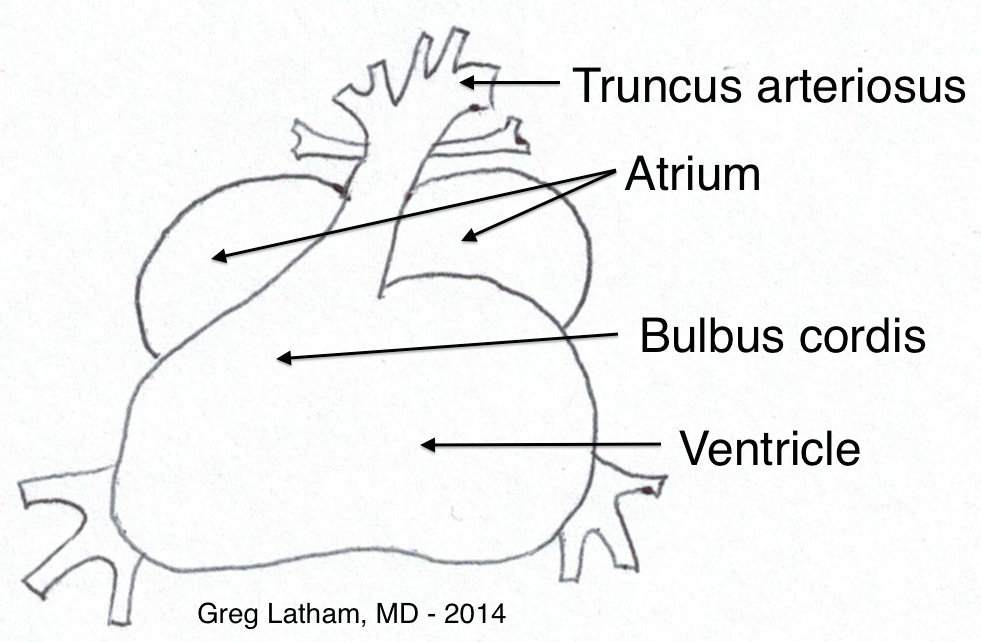 Truncus arteriosus
Atrium
Bulbus cordis
Ventricle
Greg Latham, MD - 2014